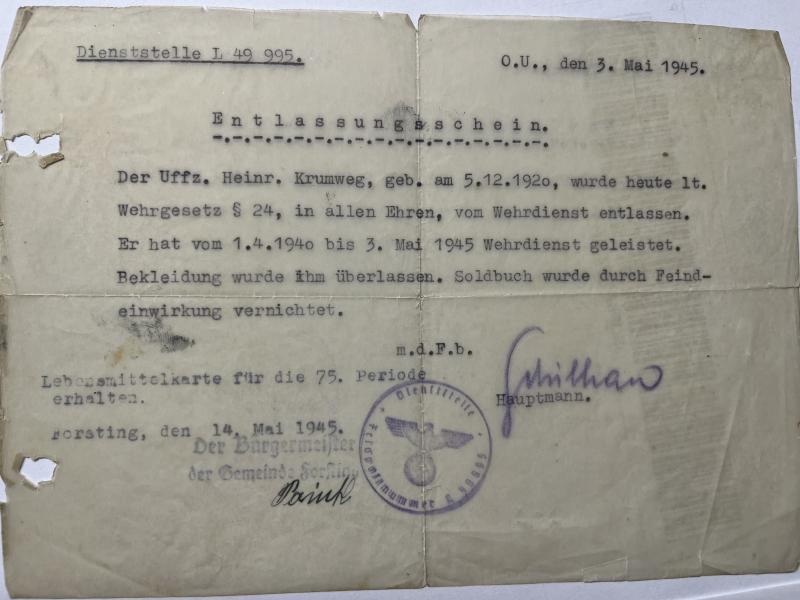 Dienststelle L 49 995.
O.U., den 3. Mai 1945.
Entlassungsschein.
Der Uffz. Heinr. Krumweg, geb. am 5.12.192o, wurde heute lt.
Wehrgesetz § 24, in allen Ehren, vom Wehrdienst entlassen.
Er hat vom 1.4.194o bis 3. Mai 1945 Wehrdienst geleistet.
Bekleidung wurde ihm überlassen. Soldbuch wurde durch Feind-
einwirkung vernichtet.
m.d.F.b.
Hauptmann.
Lebensmittelkarte für die 75. Periode
erhalten.
Forsting, den 14. Mai 1945.
Der Bürgermeister
der Gemeinde Forsting
Dienststelle
Feldpostnummer L 49995